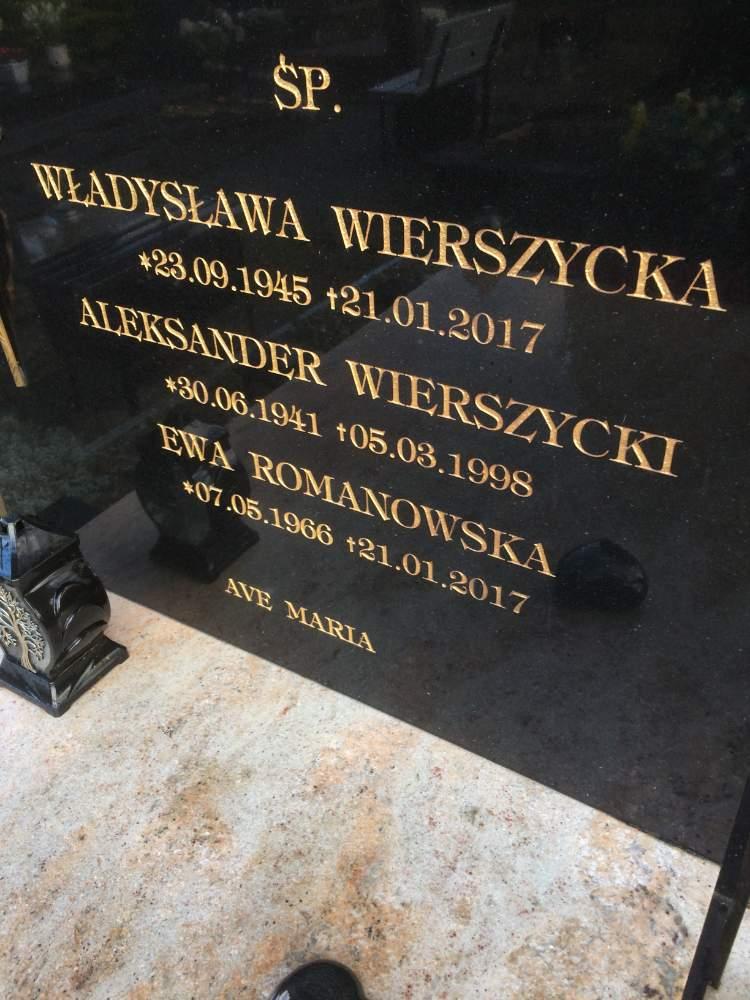 ŚP.
WŁADYSŁAWA WIERSZYCKA
*23.09.1945 †21.01.2017
ALEKSANDER WIERSZYCKI
*30.06.1941 †05.03.1998
EWA ROMANOWSKA
*07.05.1966 †21.01.2017
AVE MARIA